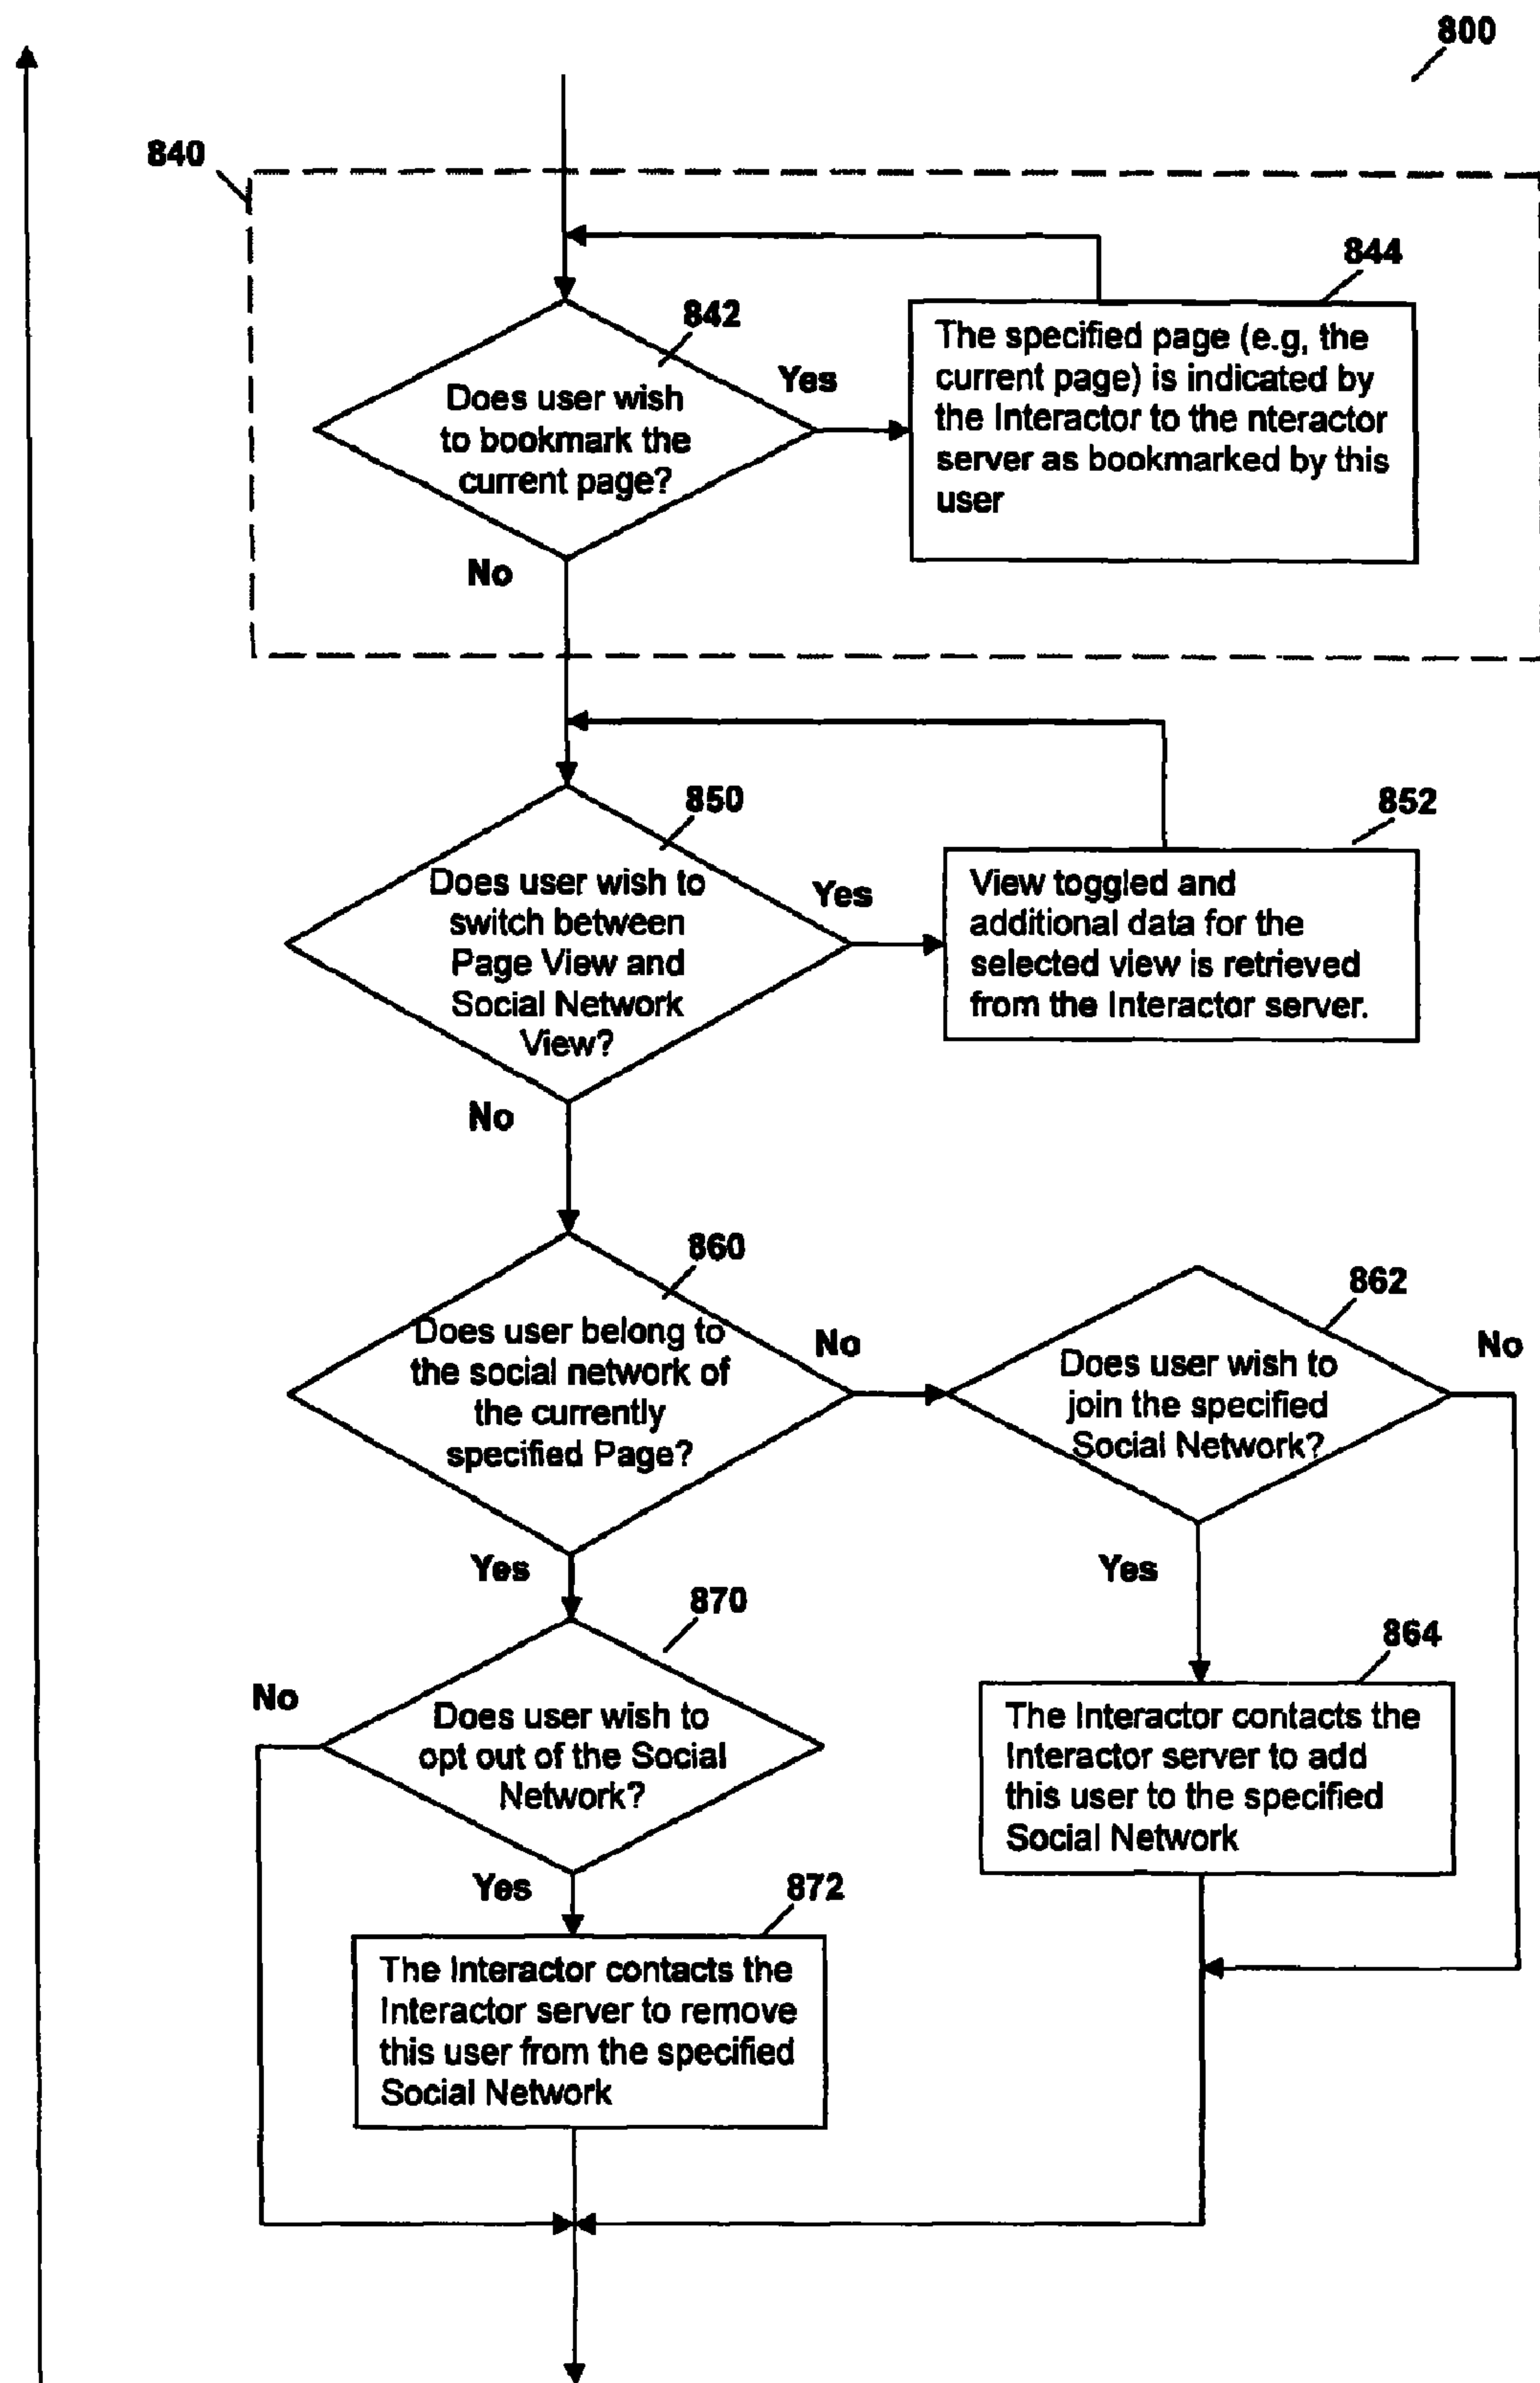 800
840
844
842
The specified page (e.g, the
current page) is indicated by
the Interactor to the nteractor
server as bookmarked by this
user
Yes
Does user wish
to bookmark the
current page?
No
850
852
Does user wish to
switch between
Page View and
Social Network
View?
Yes
View toggled and
additional data for the
selected view is retrieved
from the Interactor server.
No
860
862
Does user belong to
the social network of
the currently
specified Page?
No
Does user wish to
join the specified
Social Network?
No
Yes
Yes
870
864
No
Does user wish to
opt out of the Social
Network?
The Interactor contacts the
Interactor server to add
this user to the specified
Social Network
Yes
872
The Interactor contacts the
Interactor server to remove
this user from the specified
Social Network